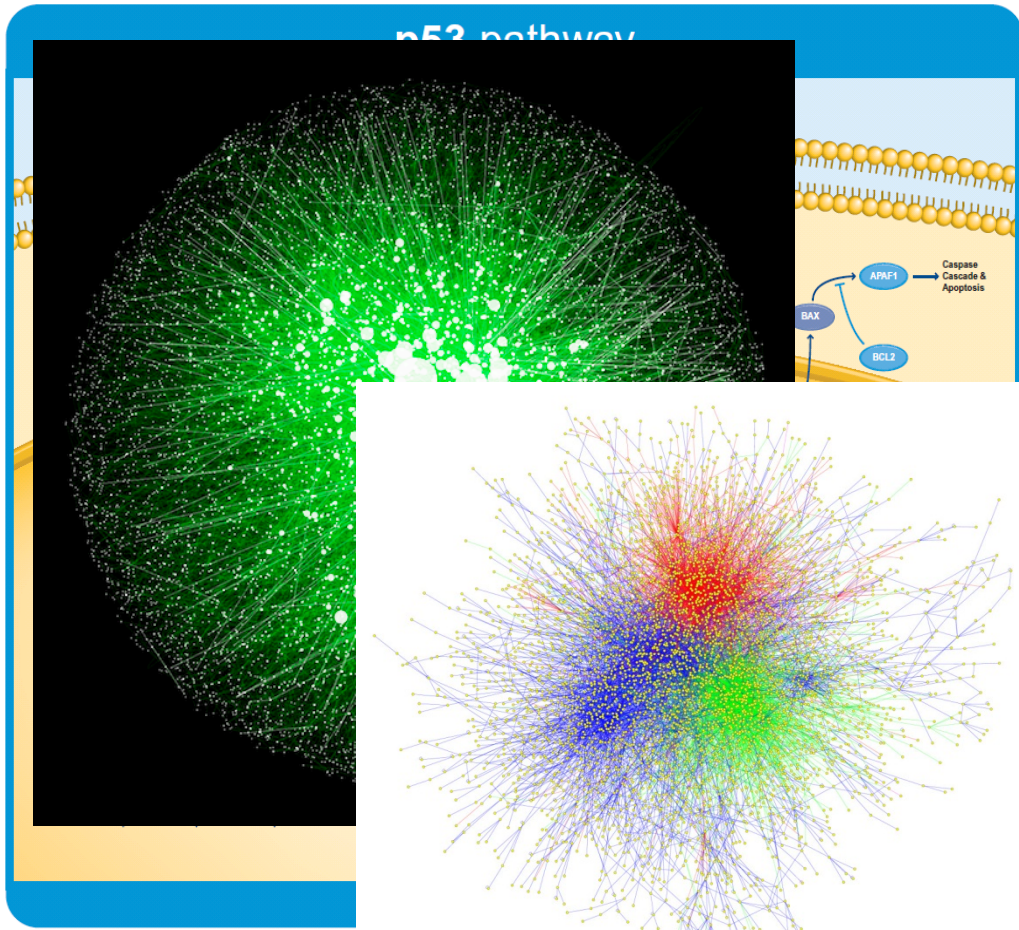 p53 pathway
APAF1
Caspase
Cascade &
Apoptosis
BAX
BCL2